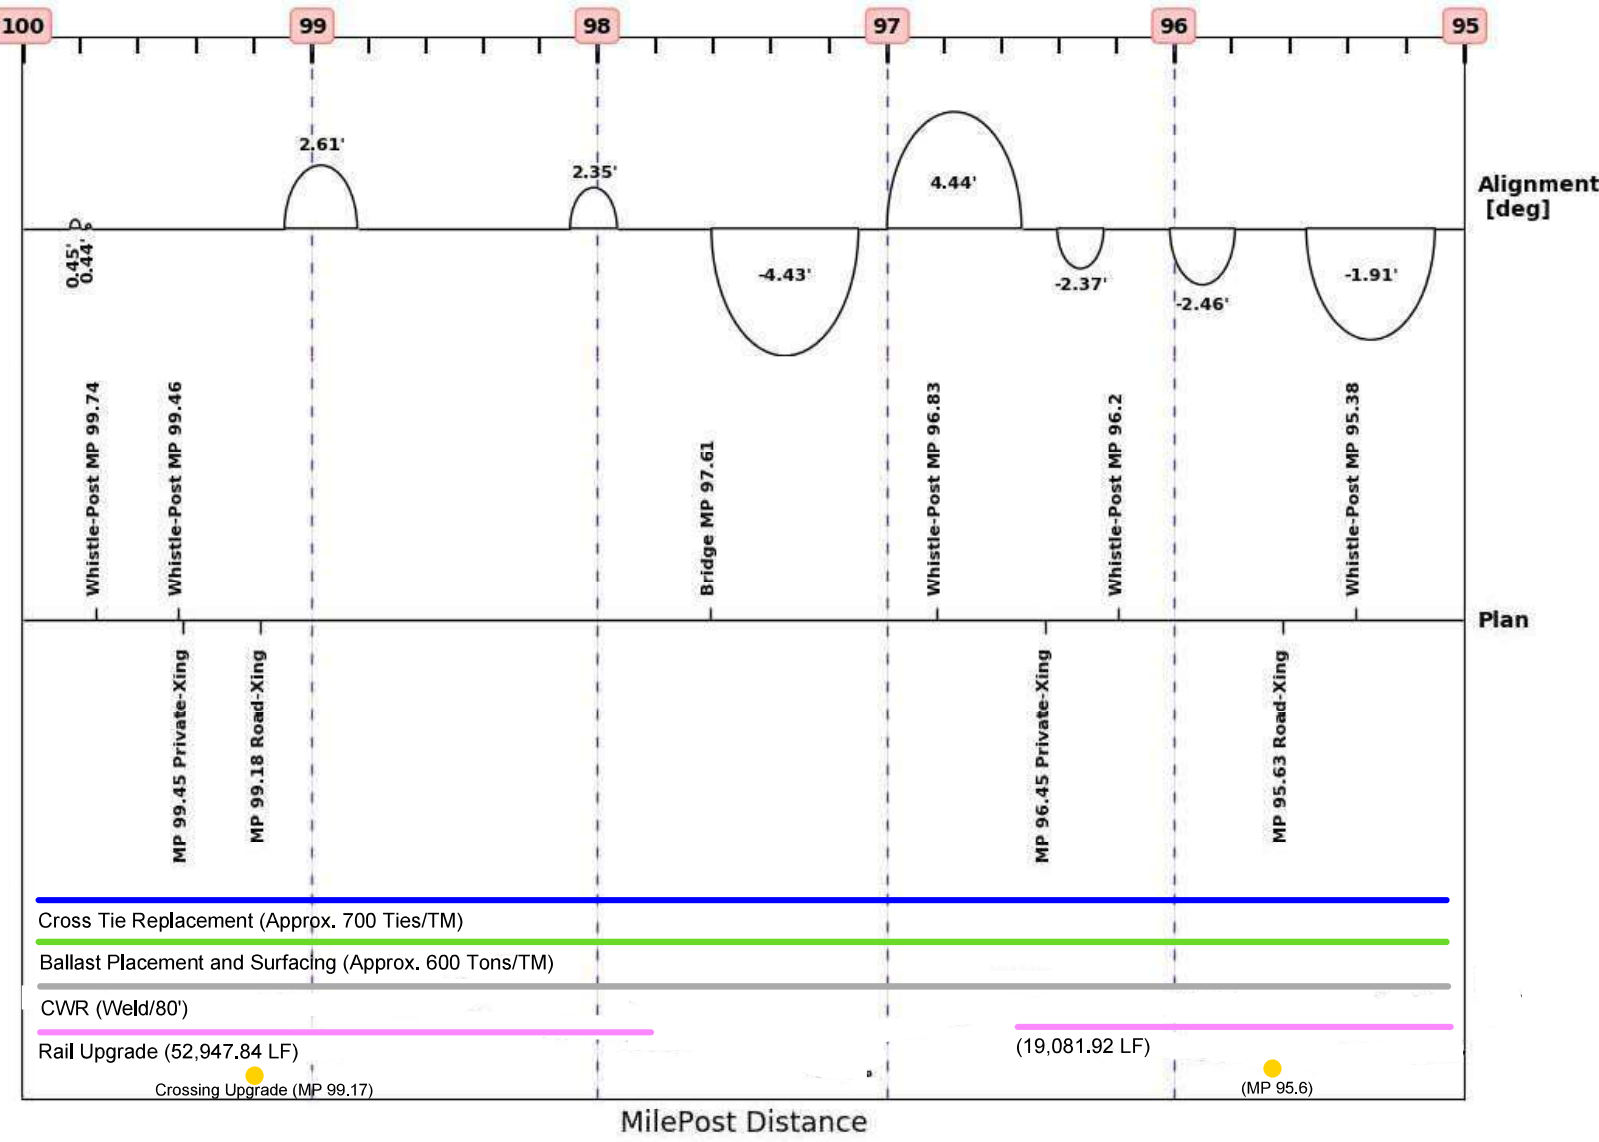 100
99
98
97
96
95
2.61'
2.35'
4.44'
Alignment
[deg]
0.45'
0.44'
-4.43'
-2.37'
-2.46'
-1.91'
Whistle-Post MP 99.74
Whistle-Post MP 99.46
Bridge MP 97.61
Whistle-Post MP 96.83
Whistle-Post MP 96.2
Whistle-Post MP 95.38
Plan
MP 99.45 Private-Xing
MP 99.18 Road-Xing
MP 96.45 Private-Xing
MP 95.63 Road-Xing
Cross Tie Replacement (Approx. 700 Ties/TM)
Ballast Placement and Surfacing (Approx. 600 Tons/TM)
CWR (Weld/80')
Rail Upgrade (52,947.84 LF)
(19,081.92 LF)
Crossing Upgrade (MP 99.17)
(MP 95.6)
MilePost Distance